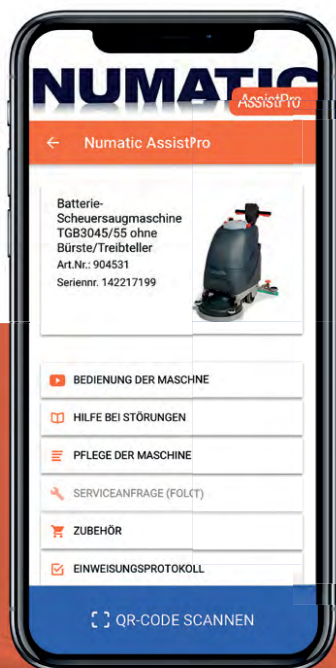 NUMATIC
AssistPro
Numatic AssistPro
Batterie-
Scheuersaugmaschine
TGB3045/55 ohne
Bürste/Treibteller
Art.Nr.: 904531
Seriennr. 142217199
BEDIENUNG DER MASCHNE
HILFE BEI STÖRUNGEN
PFLEGE DER MASCHINE
SERVICEANFRAGE (FOLGT)
ZUBEHÖR
EINWEISUNGSPROTOKOLL
QR-CODE SCANNEN